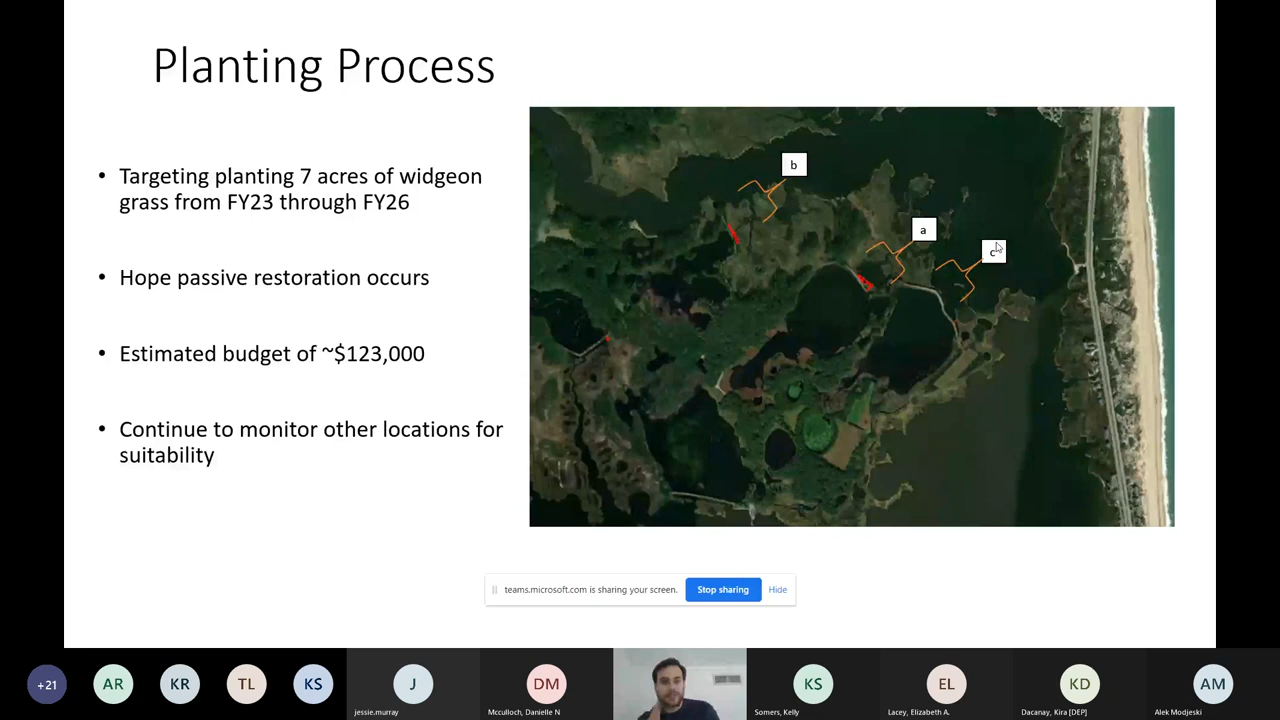 Planting Process
• Targeting planting 7 acres of widgeon
grass from FY23 through FY26
• Hope passive restoration occurs
• Estimated budget of ~$123,000
• Continue to monitor other locations for
suitability
b
a
c
teams.microsoft.com is sharing your screen.
Stop sharing
Hide
+21
AR
KR
TL
KS
J
DM
KS
EL
KD
AM
jessie.murray
Mcculloch, Danielle N
Somers, Kelly
Lacey, Elizabeth A.
Dacanay, Kira [DEP]
Alek Modjeski